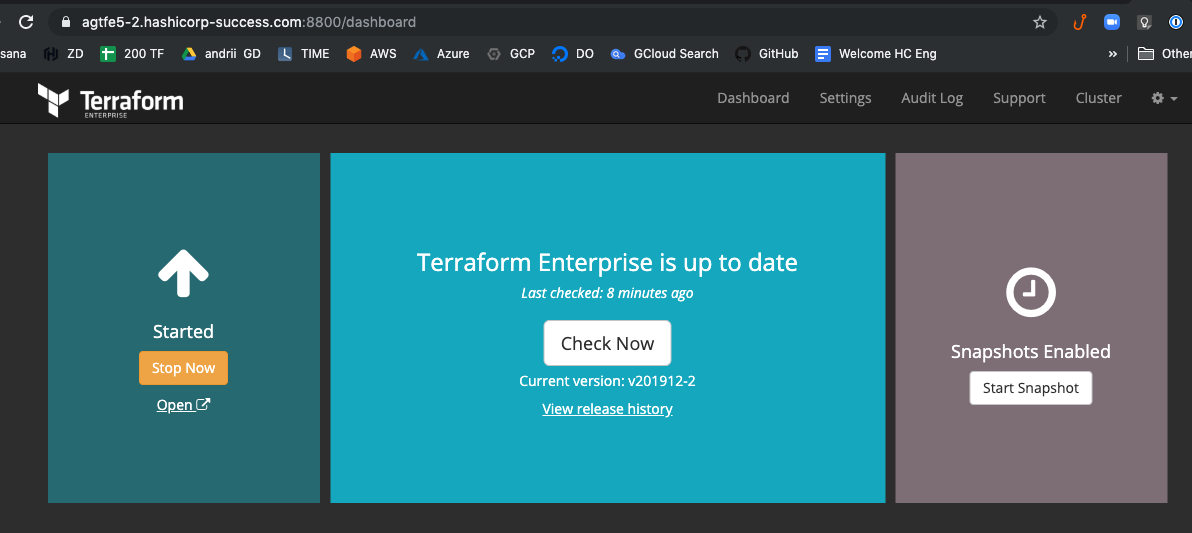 agtfe5-2.hashicorp-success.com:8800/dashboard
sana ZD 200 TF andrii GD TIME AWS Azure GCP DO GCloud Search GitHub Welcome HC Eng » Other
Terraform
ENTERPRISE
Dashboard Settings Audit Log Support Cluster
Started
Stop Now
Open
Terraform Enterprise is up to date
Last checked: 8 minutes ago
Check Now
Current version: v201912-2
View release history
Snapshots Enabled
Start Snapshot